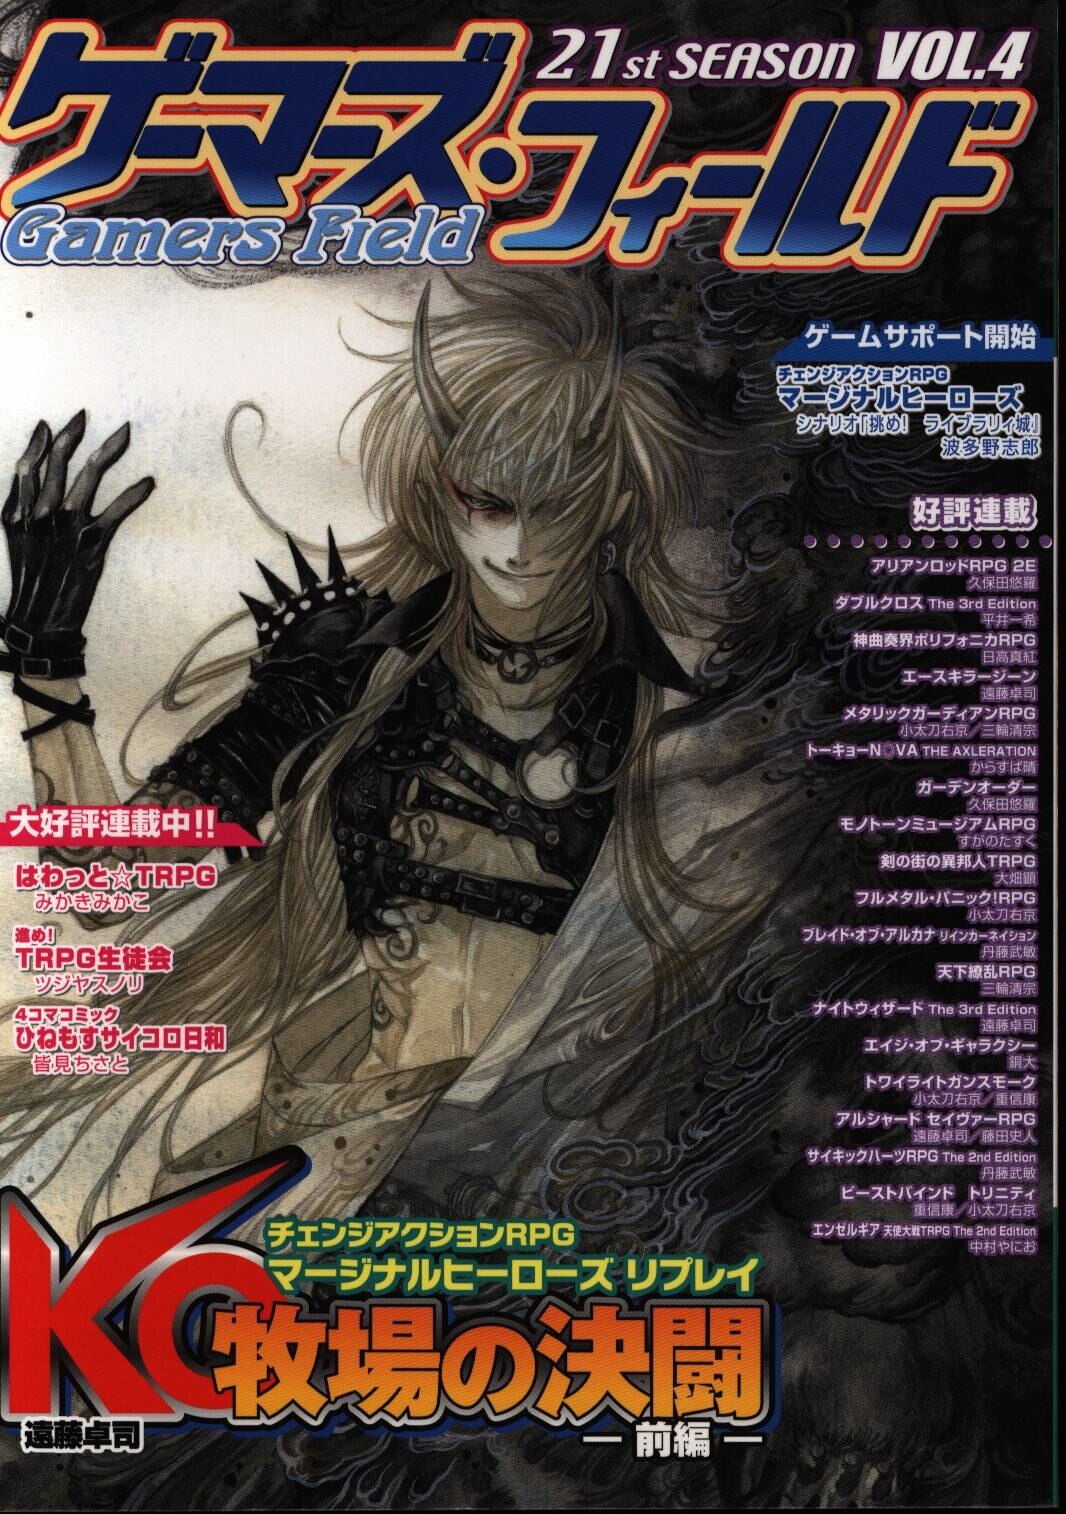 21st SEASON VOL.4
ゲーマーズ・フィールド
Gamers Field
ゲームサポート開始
チェンジアクションRPG
マージナルヒーローズ
シナリオ「挑め! ライブラリィ城」
波多野志郎
好評連載
アリアンロッドRPG 2E
久保田悠羅
ダブルクロス The 3rd Edition
平井一希
神曲奏界ポリフォニカRPG
日高真紅
エースキラージーン
遠藤卓司
メタリックガーディアンRPG
小太刀右京/三輪清宗
トーキョーN◎VA THE AXLERATION
からすば晴
ガーデンオーダー
久保田悠羅
モノトーンミュージアムRPG
すがのたすく
剣の街の異邦人TRPG
大畑顕
フルメタル・パニック!RPG
小太刀右京
ブレイド・オブ・アルカナ リインカーネイション
丹藤武敏
天下繚乱RPG
三輪清宗
ナイトウィザード The 3rd Edition
遠藤卓司
エイジ・オブ・ギャラクシー
銅大
トワイライトガンスモーク
小太刀右京/重信康
アルシャード セイヴァーRPG
遠藤卓司/藤田史人
サイキックハーツRPG The 2nd Edition
丹藤武敏
ビーストバインド トリニティ
重信康/小太刀右京
エンゼルギア 天使大戦TRPG The 2nd Edition
中村やにお
大好評連載中!!
はわっと☆TRPG
みかきみかこ
進め!
TRPG生徒会
ツジヤスノリ
4コマコミック
ひねもすサイコロ日和
皆見ちさと
チェンジアクションRPG
マージナルヒーローズ リプレイ
KO牧場の決闘
― 前編 ―
遠藤卓司